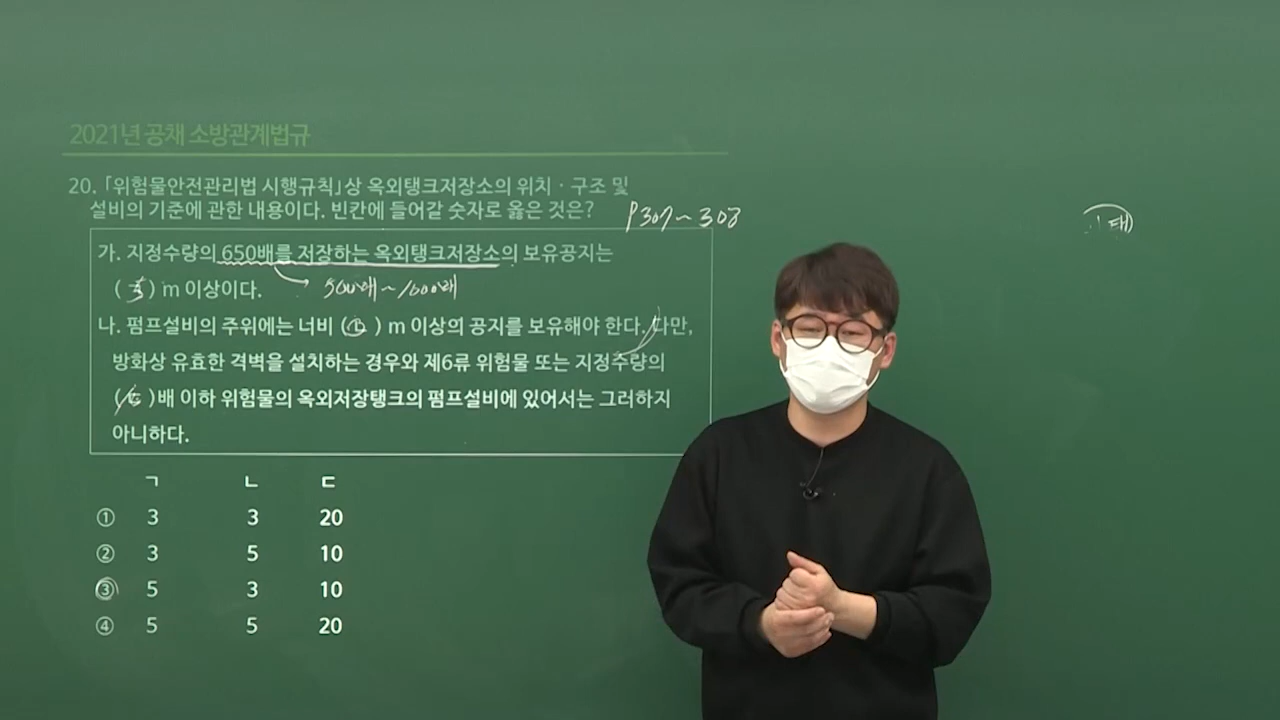 2021년 공채 소방관계법규
20. 「위험물안전관리법 시행규칙」상 옥외탱크저장소의 위치 · 구조 및
설비의 기준에 관한 내용이다. 빈칸에 들어갈 숫자로 옳은 것은?
P307~308
가. 지정수량의 650배를 저장하는 옥외탱크저장소의 보유공지는
( ) m 이상이다.
500배~1000배
나. 펌프설비의 주위에는 너비 (ㄴ) m 이상의 공지를 보유해야 한다. 다만,
방화상 유효한 격벽을 설치하는 경우와 제6류 위험물 또는 지정수량의
(ㄷ)배 이하 위험물의 옥외저장탱크의 펌프설비에 있어서는 그러하지
아니하다.
ㄱ ㄴ ㄷ
① 3 3 20
② 3 5 10
③ 5 3 10
④ 5 5 20